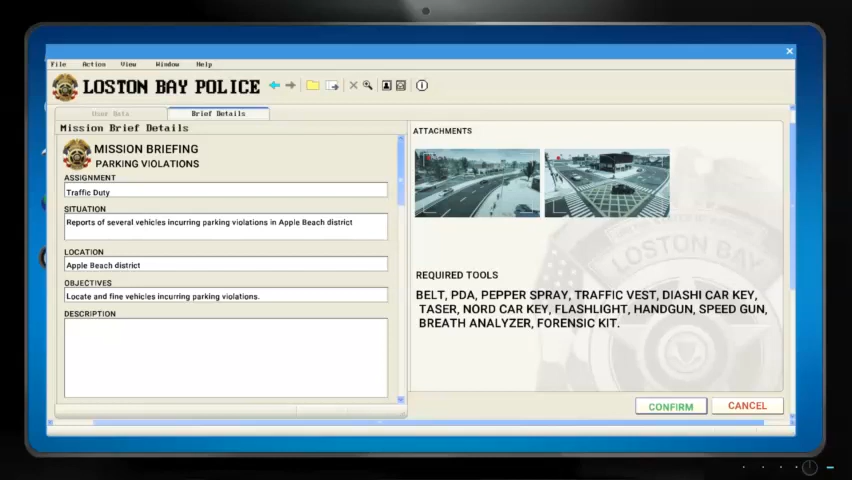 File Action View Window Help
LOSTON BAY POLICE
User Data Brief Details
Mission Brief Details
MISSION BRIEFING
PARKING VIOLATIONS
ASSIGNMENT
Traffic Duty
SITUATION
Reports of several vehicles incurring parking violations in Apple Beach district
LOCATION
Apple Beach district
OBJECTIVES
Locate and fine vehicles incurring parking violations.
DESCRIPTION
ATTACHMENTS
REQUIRED TOOLS
BELT, PDA, PEPPER SPRAY, TRAFFIC VEST, DIASHI CAR KEY,
TASER, NORD CAR KEY, FLASHLIGHT, HANDGUN, SPEED GUN,
BREATH ANALYZER, FORENSIC KIT.
LOSTON BAY
CONFIRM CANCEL